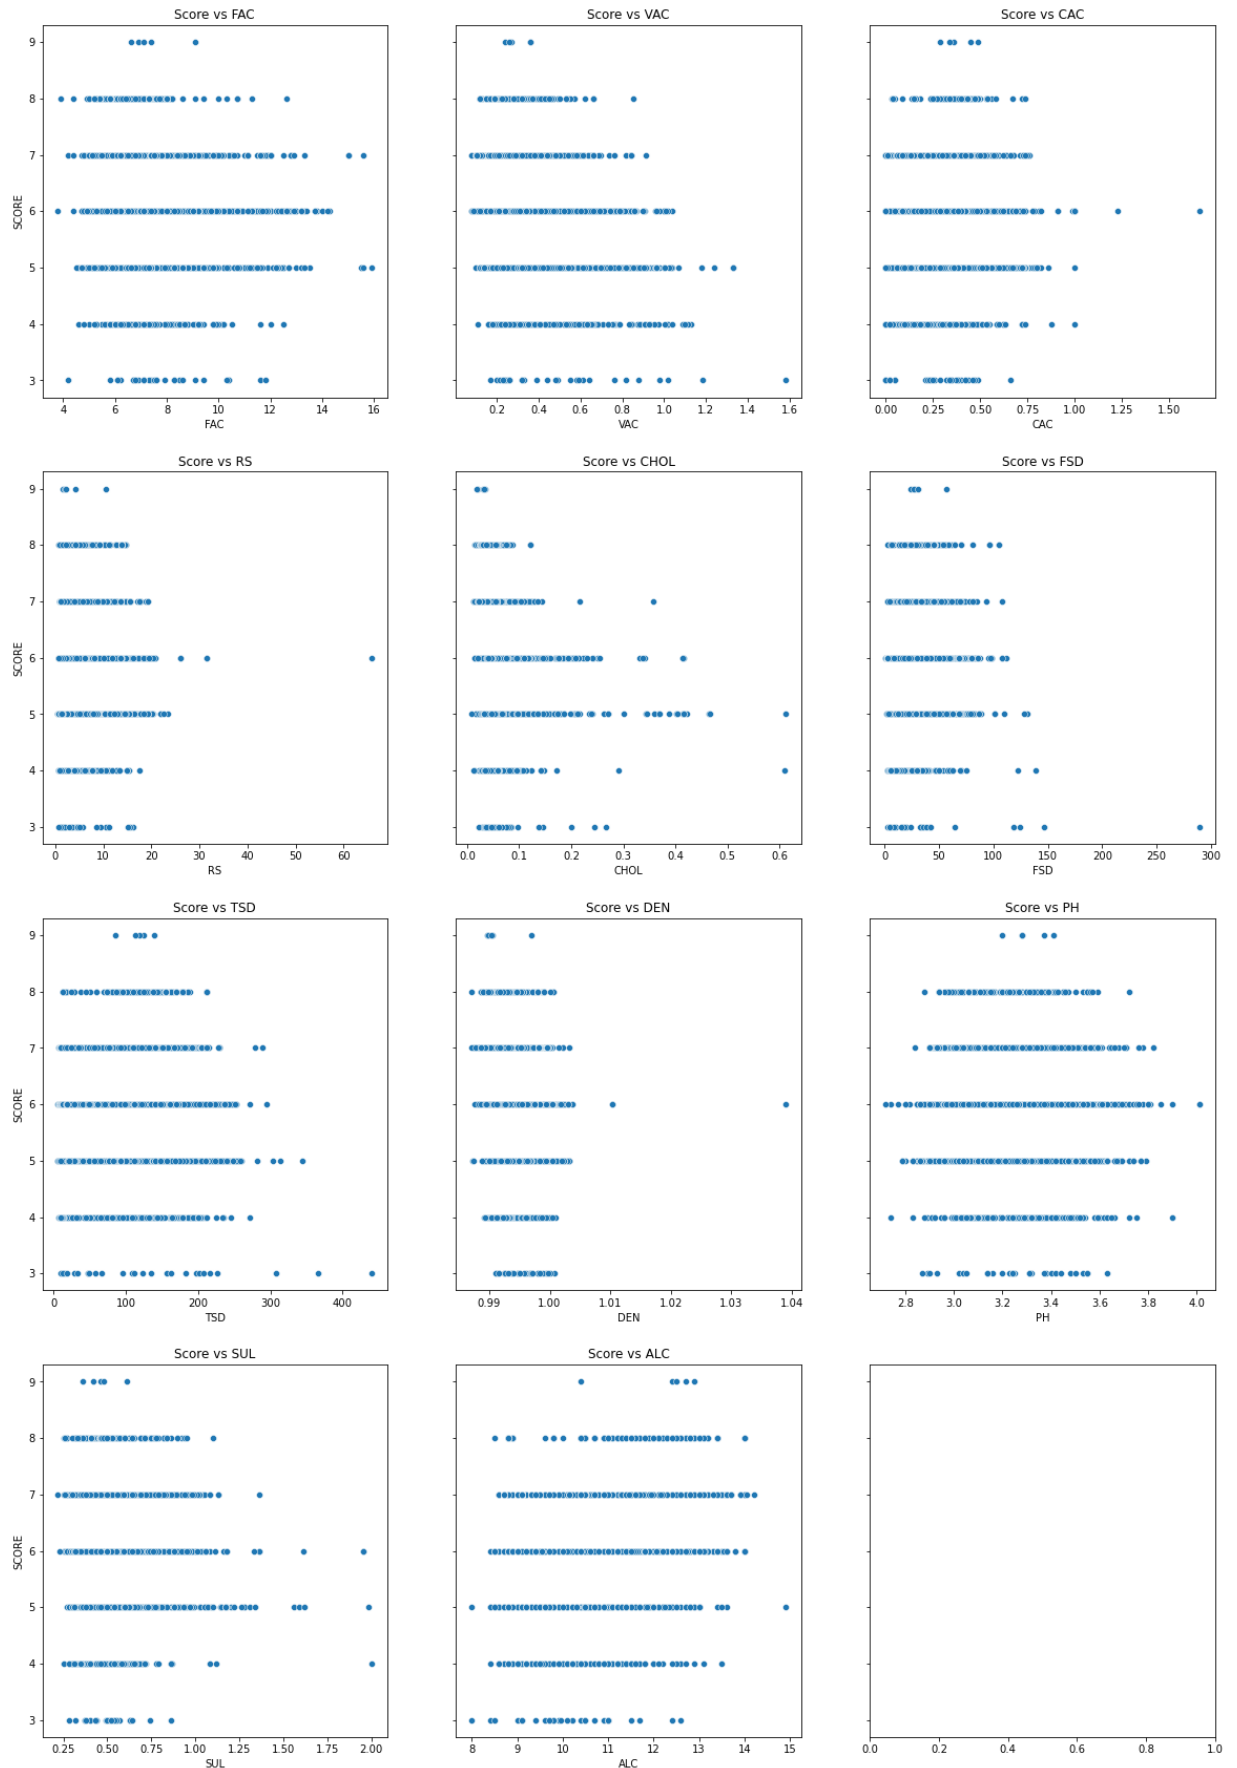 Score vs FAC
Score vs VAC
Score vs CAC
9
8
7
6
5
4
3
SCORE
4 6 8 10 12 14 16
0.2 0.4 0.6 0.8 1.0 1.2 1.4 1.6
0.00 0.25 0.50 0.75 1.00 1.25 1.50
FAC
VAC
CAC
Score vs RS
Score vs CHOL
Score vs FSD
9
8
7
6
5
4
3
SCORE
0 10 20 30 40 50 60
0.0 0.1 0.2 0.3 0.4 0.5 0.6
0 50 100 150 200 250 300
RS
CHOL
FSD
Score vs TSD
Score vs DEN
Score vs PH
9
8
7
6
5
4
3
SCORE
0 100 200 300 400
0.99 1.00 1.01 1.02 1.03 1.04
2.8 3.0 3.2 3.4 3.6 3.8 4.0
TSD
DEN
PH
Score vs SUL
Score vs ALC
9
8
7
6
5
4
3
SCORE
0.25 0.50 0.75 1.00 1.25 1.50 1.75 2.00
8 9 10 11 12 13 14 15
0.0 0.2 0.4 0.6 0.8 1.0
SUL
ALC